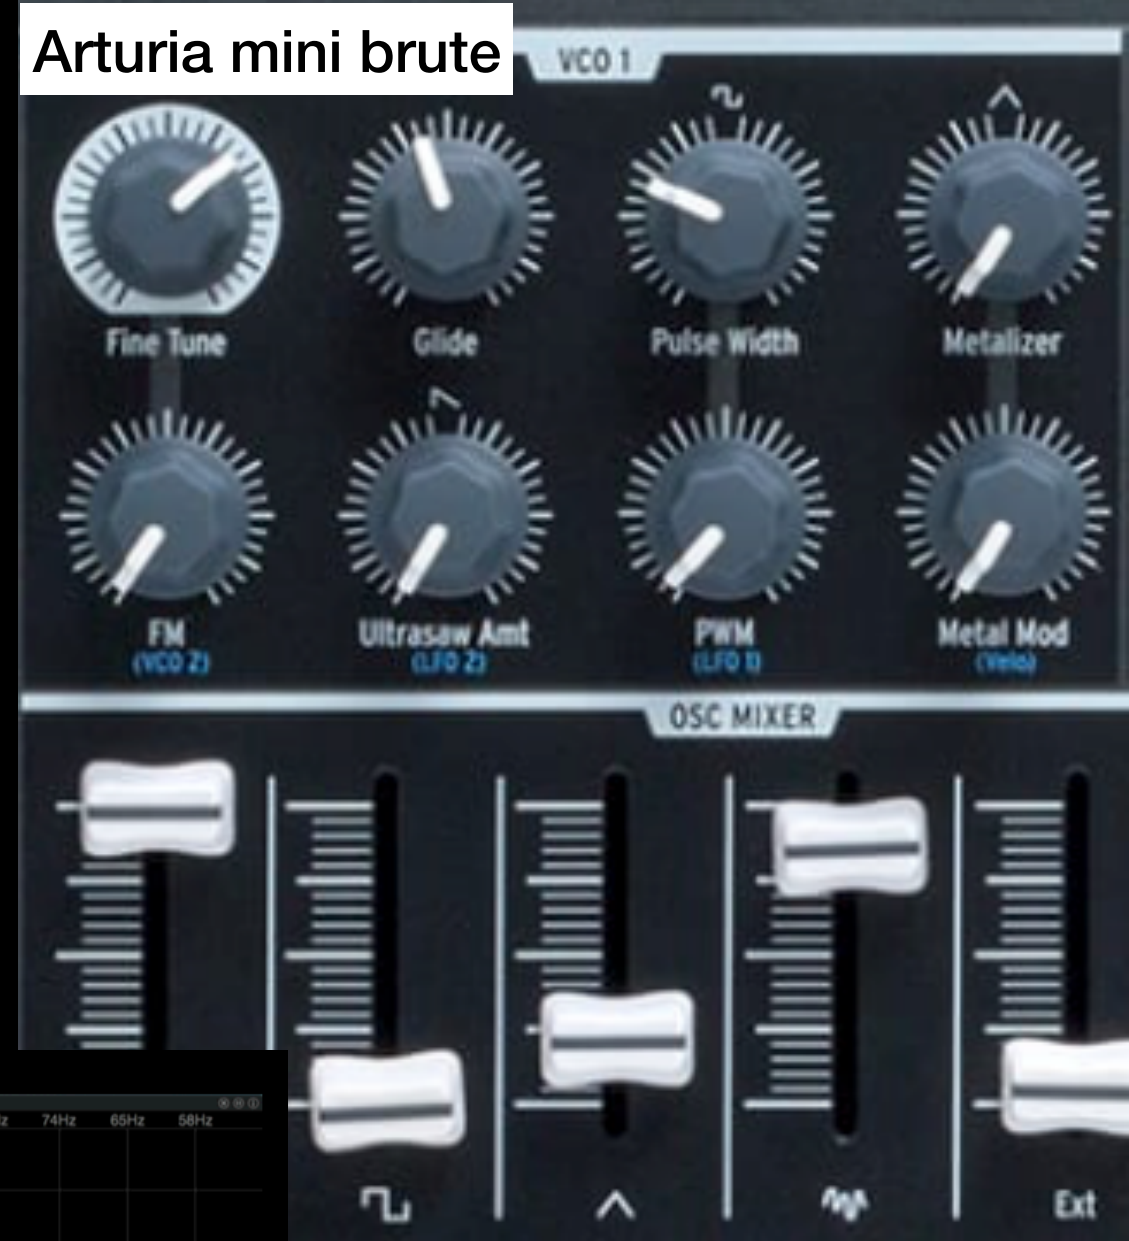 Arturia mini brute
VCO 1
Fine Tune
Glide
Pulse Width
Metalizer
FM
Ultrasaw Amt
PWM
Metal Mod
(VCO 2)
(LFO 2)
(LFO 1)
(Velo)
OSC MIXER
74Hz
65Hz
58Hz
Ext